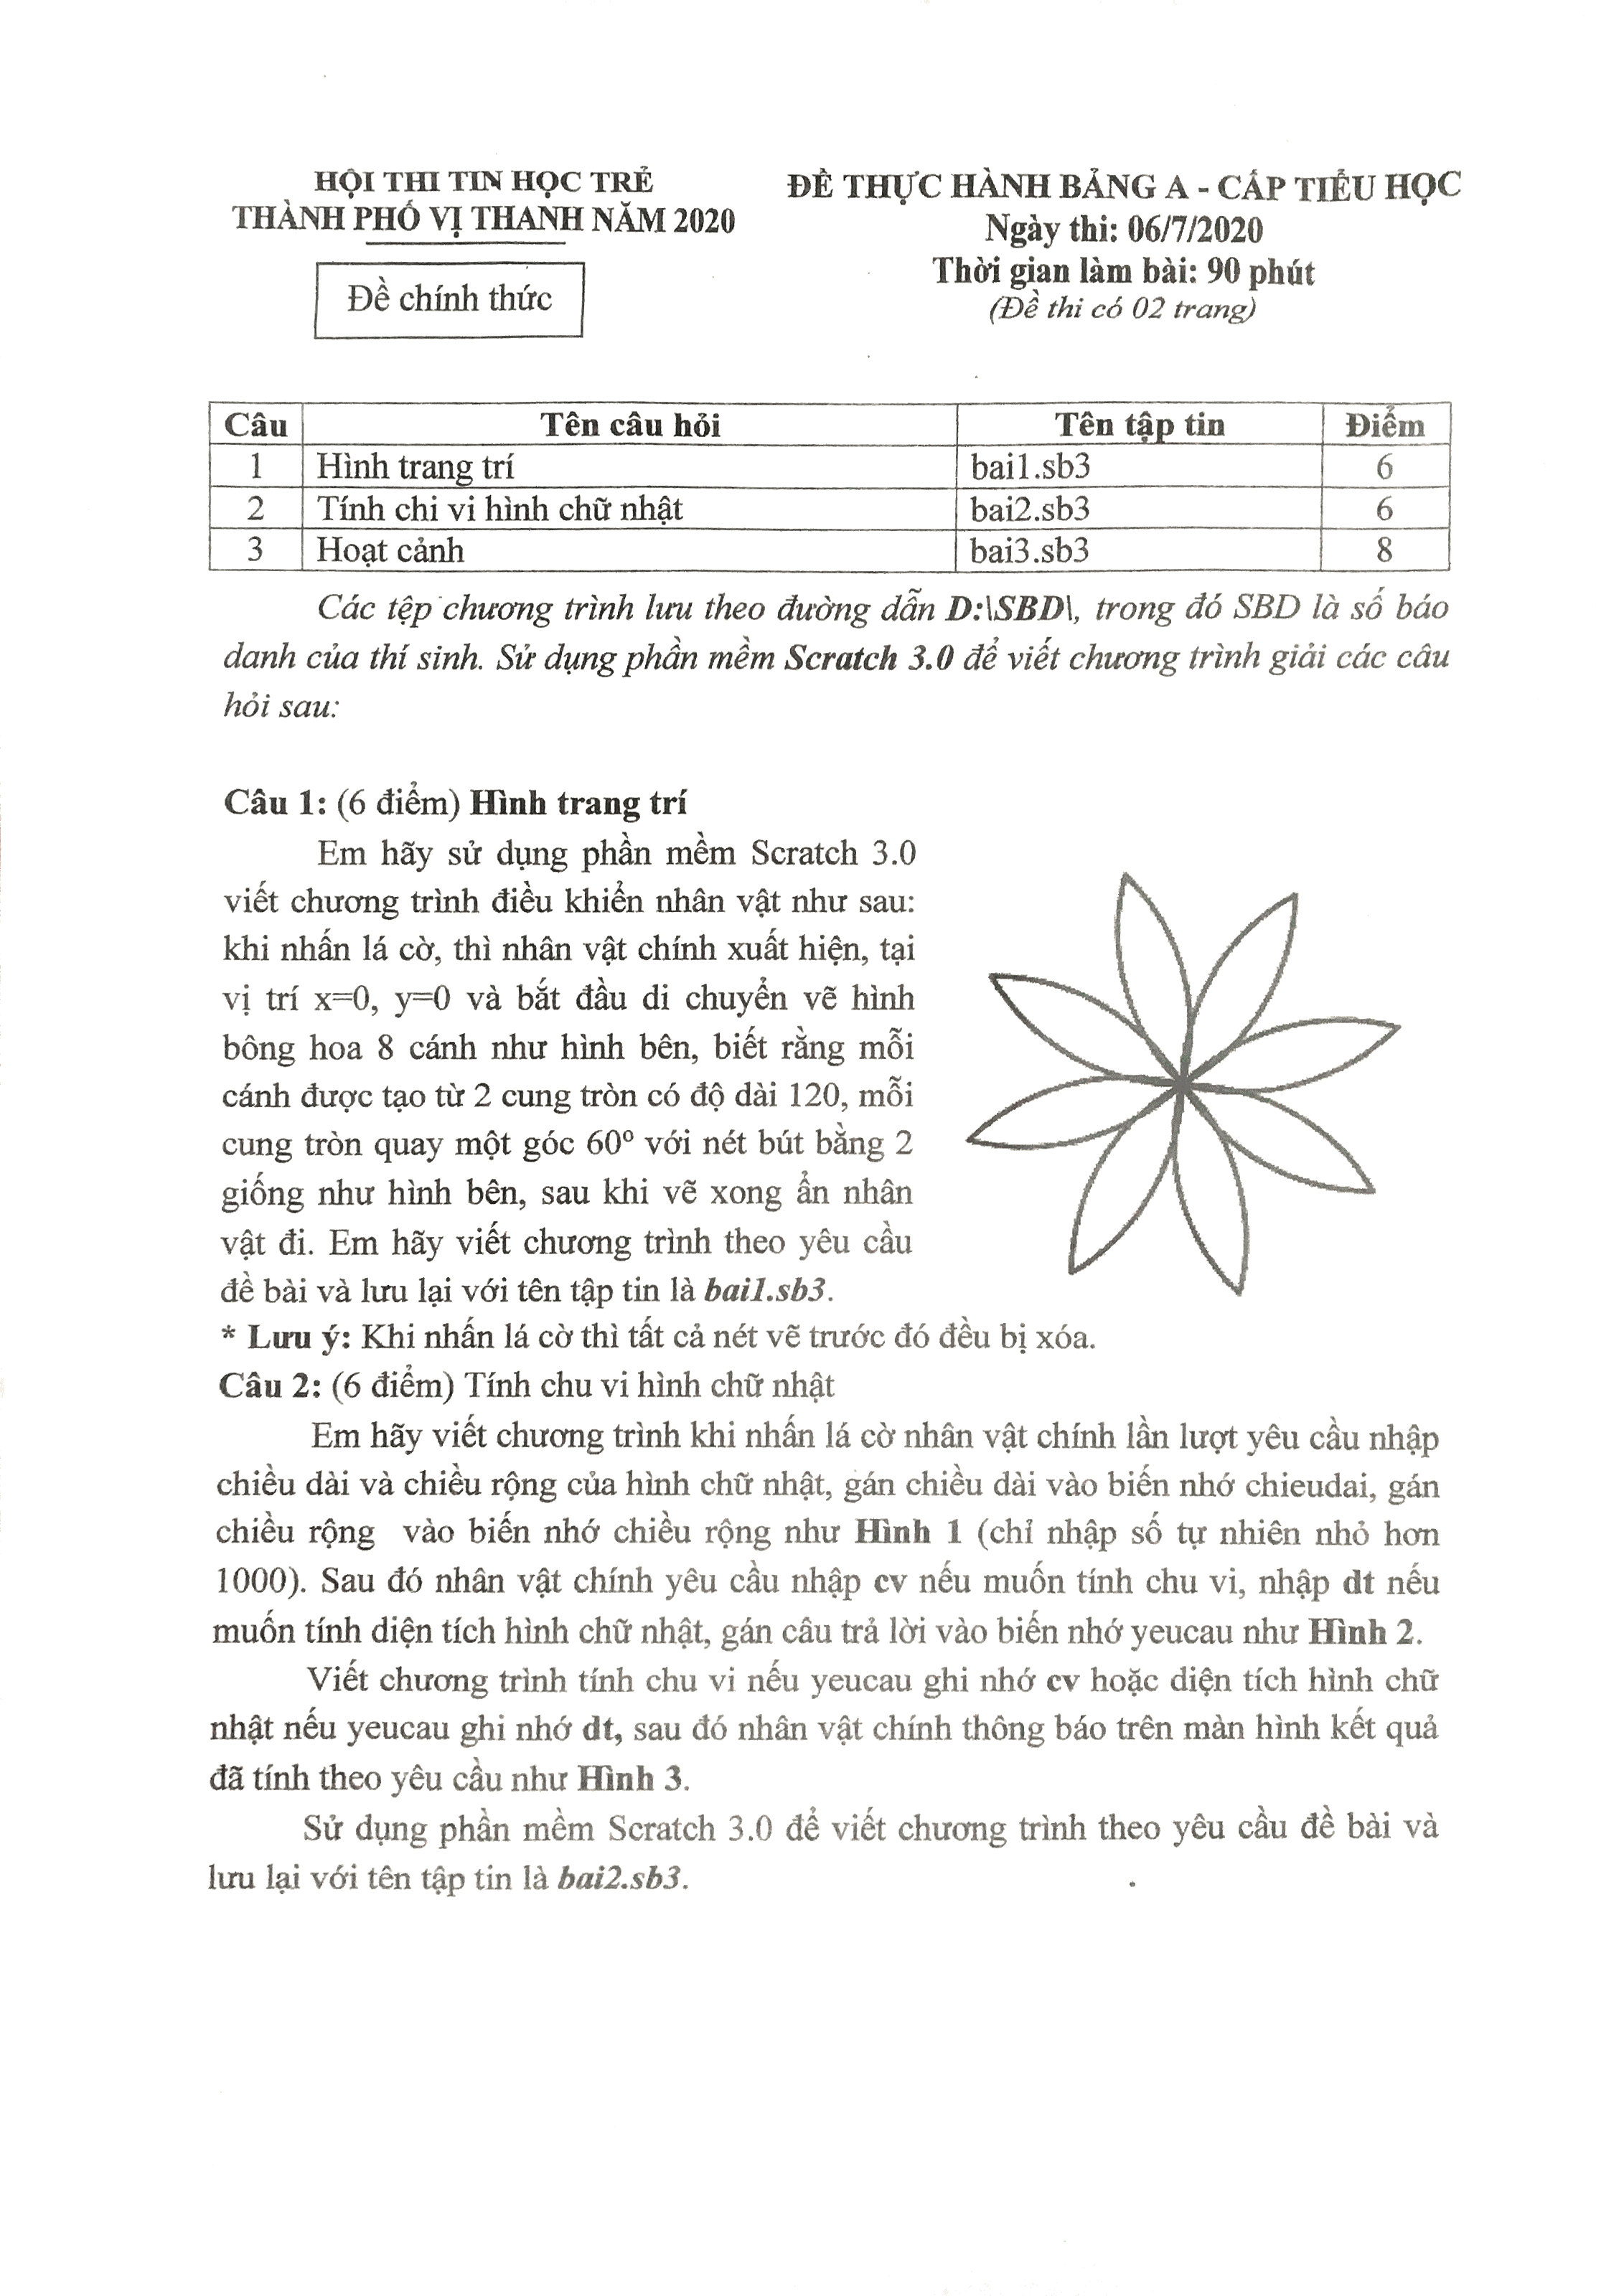 HỘI THI TIN HỌC TRẺ
THÀNH PHỐ VỊ THANH NĂM 2020
Đề chính thức
ĐỀ THỰC HÀNH BẢNG A - CẤP TIỂU HỌC
Ngày thi: 06/7/2020
Thời gian làm bài: 90 phút
(Đề thi có 02 trang)
Câu Tên câu hỏi Tên tập tin Điểm
1 Hình trang trí bai1.sb3 6
2 Tính chi vi hình chữ nhật bai2.sb3 6
3 Hoạt cảnh bai3.sb3 8
Các tệp chương trình lưu theo đường dẫn D:\SBD\, trong đó SBD là số báo
danh của thí sinh. Sử dụng phần mềm Scratch 3.0 để viết chương trình giải các câu
hỏi sau:
Câu 1: (6 điểm) Hình trang trí
Em hãy sử dụng phần mềm Scratch 3.0
viết chương trình điều khiển nhân vật như sau:
khi nhấn lá cờ, thì nhân vật chính xuất hiện, tại
vị trí x=0, y=0 và bắt đầu di chuyển vẽ hình
bông hoa 8 cánh như hình bên, biết rằng mỗi
cánh được tạo từ 2 cung tròn có độ dài 120, mỗi
cung tròn quay một góc 60º với nét bút bằng 2
giống như hình bên, sau khi vẽ xong ẩn nhân
vật đi. Em hãy viết chương trình theo yêu cầu
đề bài và lưu lại với tên tập tin là bai1.sb3.
* Lưu ý: Khi nhấn lá cờ thì tất cả nét vẽ trước đó đều bị xóa.
Câu 2: (6 điểm) Tính chu vi hình chữ nhật
Em hãy viết chương trình khi nhấn lá cờ nhân vật chính lần lượt yêu cầu nhập
chiều dài và chiều rộng của hình chữ nhật, gán chiều dài vào biến nhớ chieudai, gán
chiều rộng vào biến nhớ chiều rộng như Hình 1 (chỉ nhập số tự nhiên nhỏ hơn
1000). Sau đó nhân vật chính yêu cầu nhập cv nếu muốn tính chu vi, nhập dt nếu
muốn tính diện tích hình chữ nhật, gán câu trả lời vào biến nhớ yeucau như Hình 2.
Viết chương trình tính chu vi nếu yeucau ghi nhớ cv hoặc diện tích hình chữ
nhật nếu yeucau ghi nhớ dt, sau đó nhân vật chính thông báo trên màn hình kết quả
đã tính theo yêu cầu như Hình 3.
Sử dụng phần mềm Scratch 3.0 để viết chương trình theo yêu cầu đề bài và
lưu lại với tên tập tin là bai2.sb3.